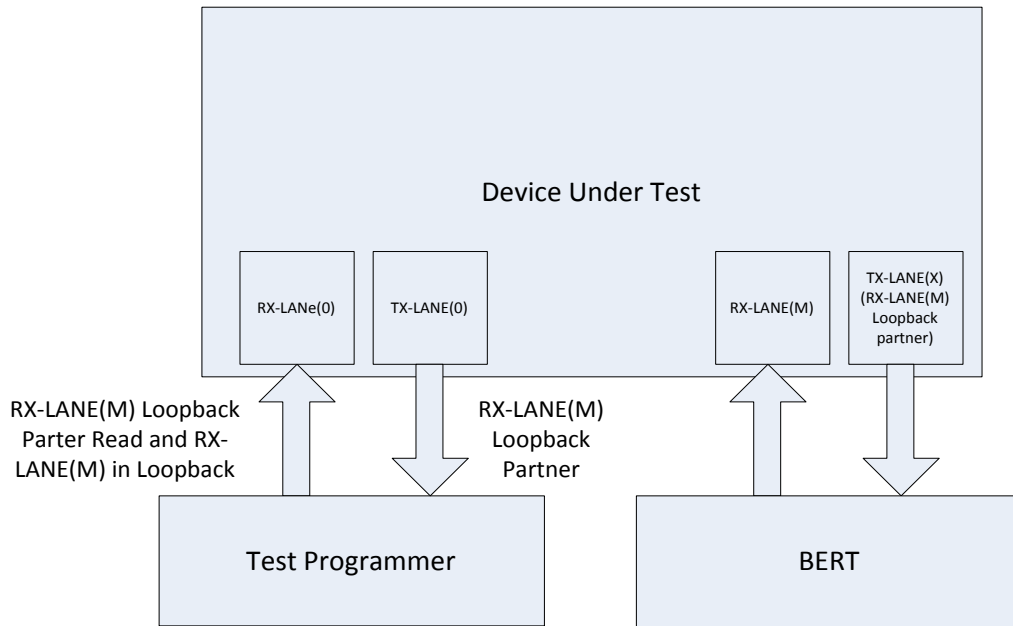 Device Under Test
RX-LANe(0)
TX-LANE(0)
RX-LANE(M)
TX-LANE(X)
(RX-LANE(M)
Loopback
partner)
RX-LANE(M) Loopback
Parter Read and RX-
LANE(M) in Loopback
RX-LANE(M)
Loopback
Partner
Test Programmer
BERT